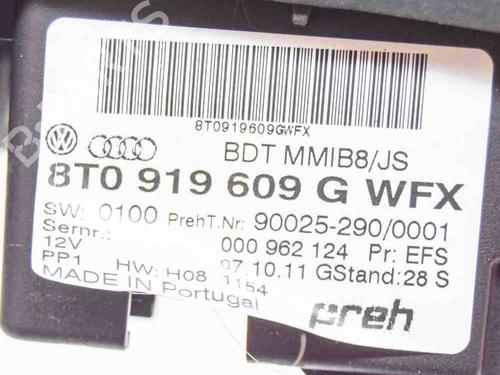 8T0919609GWFX
BDT MMIB8/JS
8T0 919 609 G WFX
SW: 0100 PrehT.Nr: 90025-290/0001
Sernr.: 000 962 124 Pr: EFS
12V 07.10.11 GStand: 28 S
PP1 HW: H08 1154
MADE IN Portugal
preh